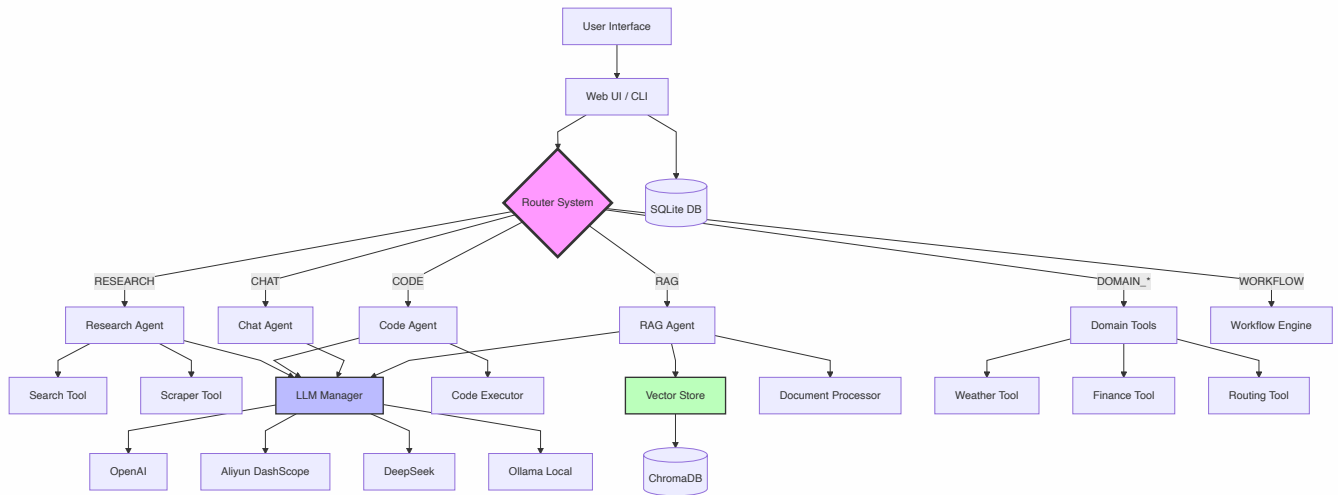 User Interface
Web UI / CLI
Router System
SQLite DB
RESEARCH
CHAT
CODE
RAG
DOMAIN_*
WORKFLOW
Research Agent
Chat Agent
Code Agent
RAG Agent
Domain Tools
Workflow Engine
Search Tool
Scraper Tool
LLM Manager
Code Executor
Vector Store
Document Processor
Weather Tool
Finance Tool
Routing Tool
OpenAI
Aliyun DashScope
DeepSeek
Ollama Local
ChromaDB